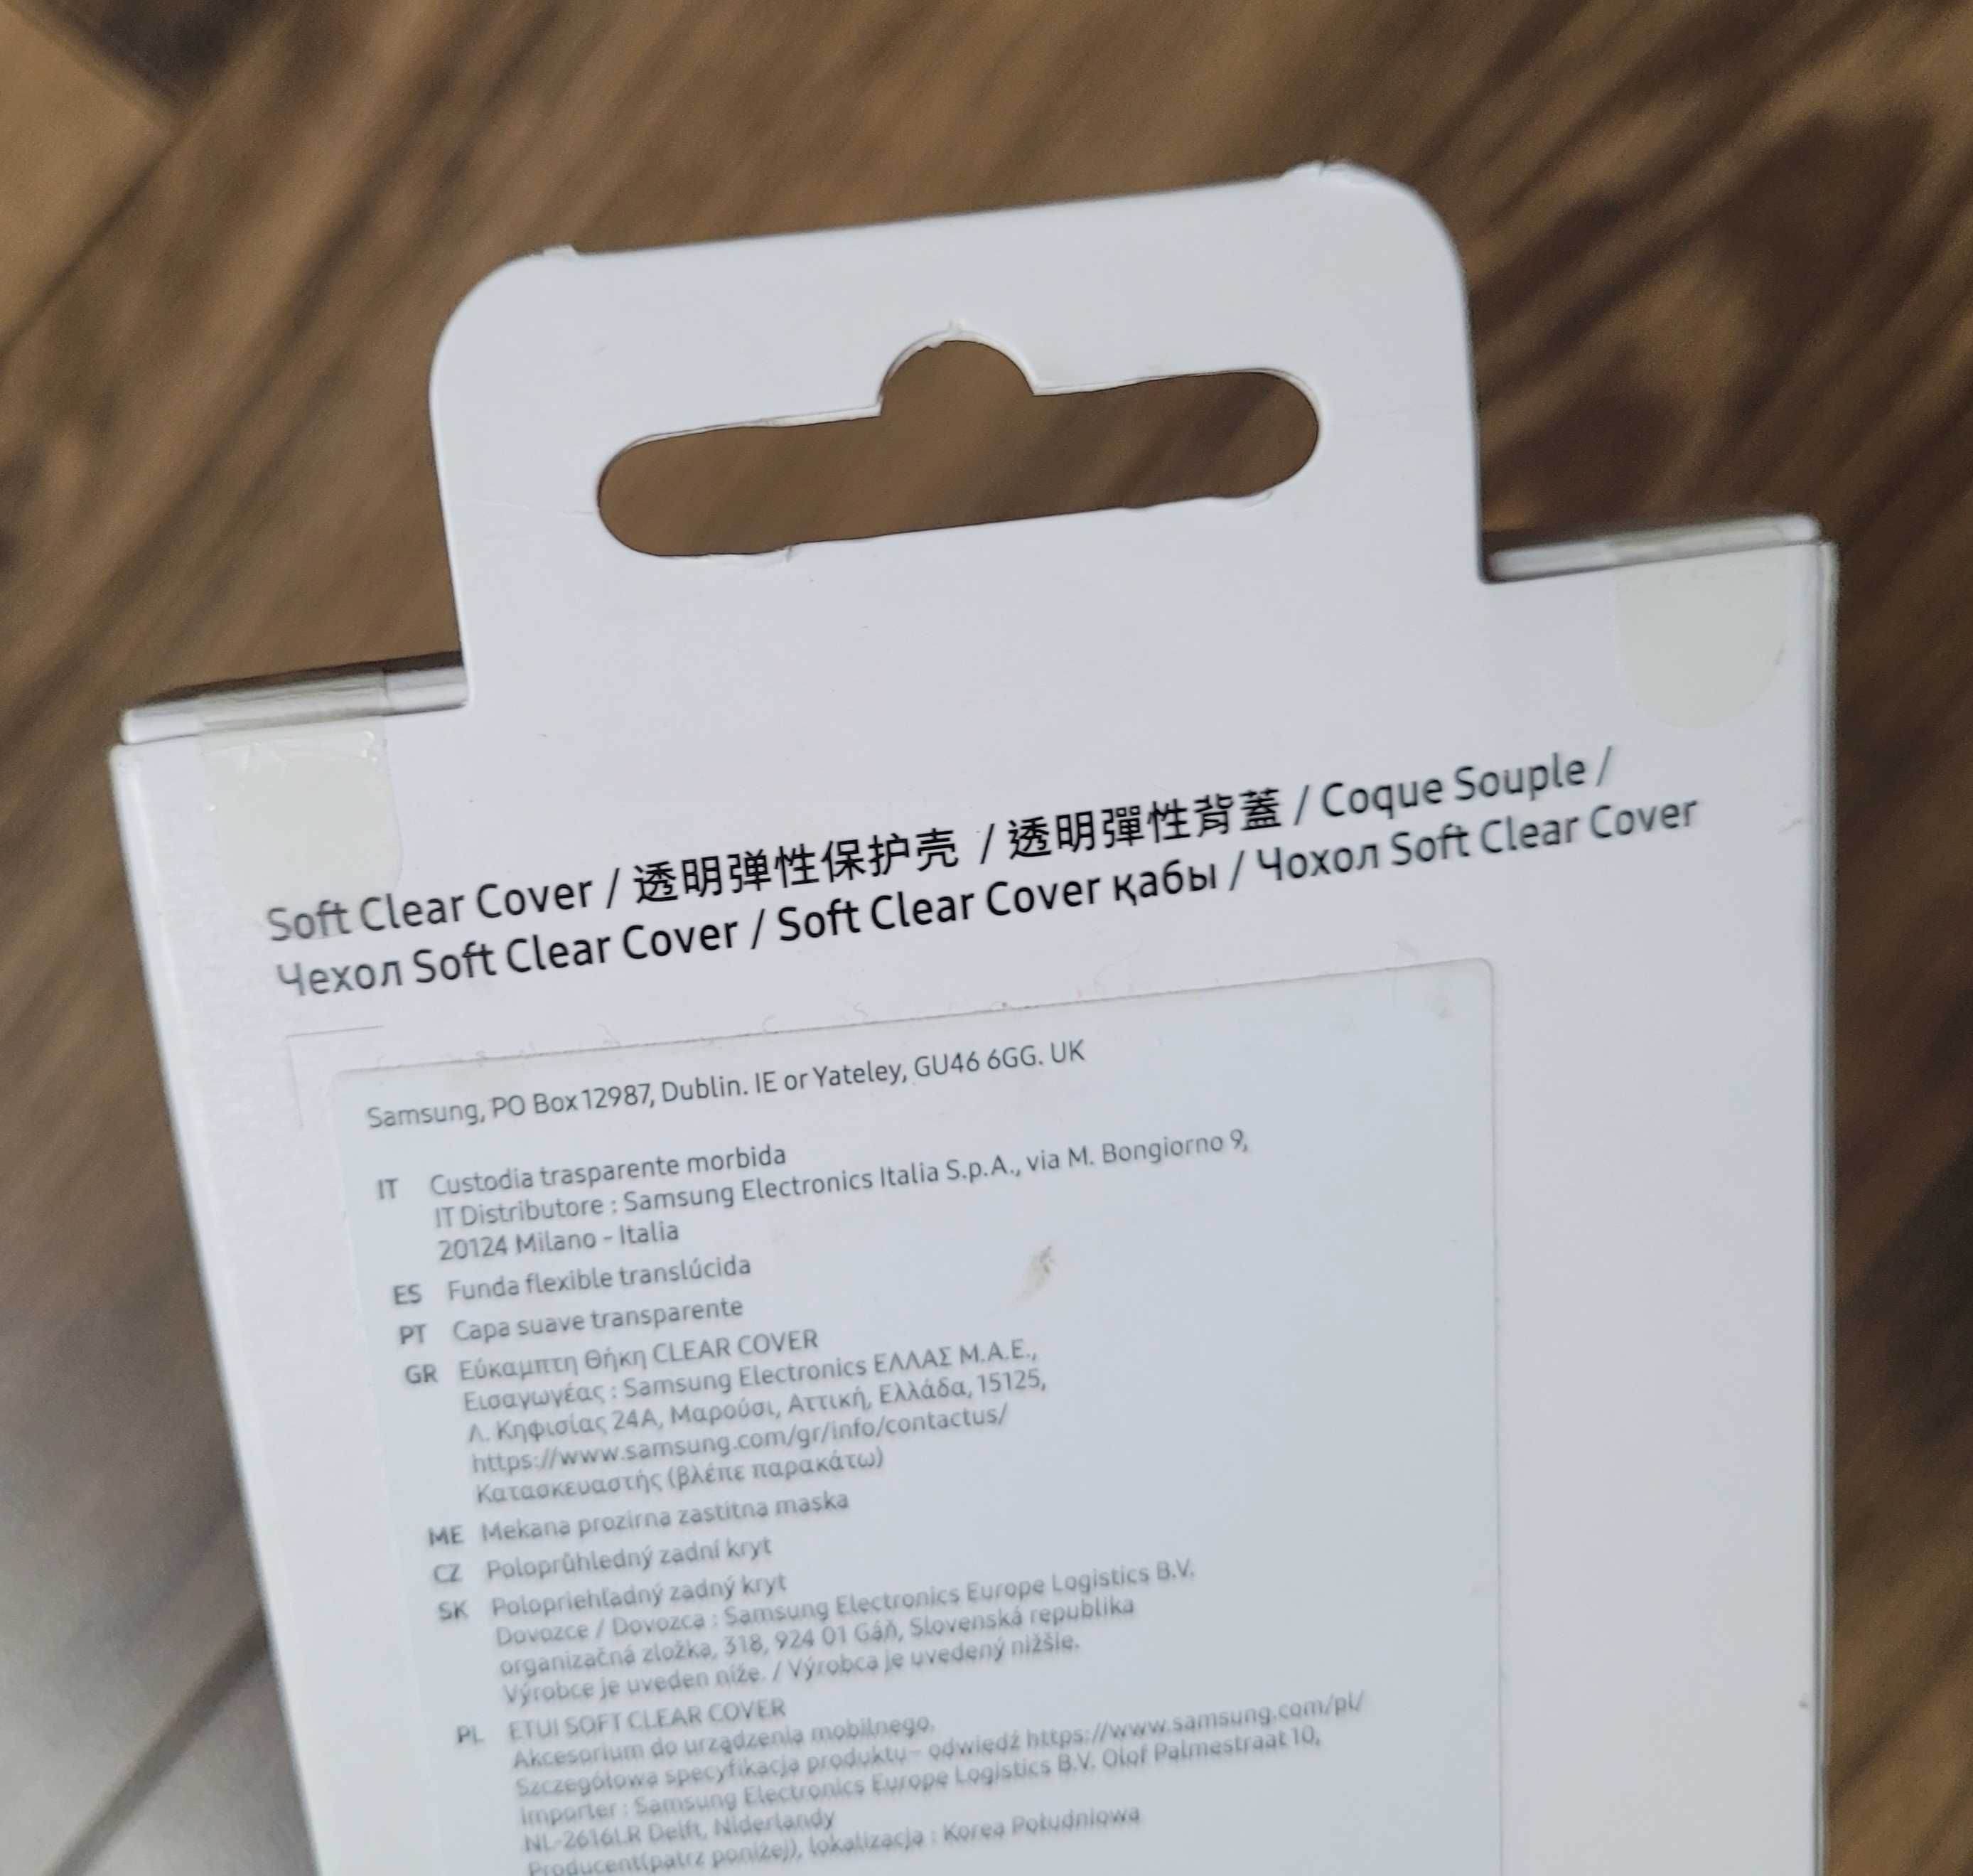 Soft Clear Cover / 透明弹性保护壳 / 透明彈性背蓋 / Coque Souple /
Чехол Soft Clear Cover / Soft Clear Cover қабы / Чохол Soft Clear Cover
Samsung, PO Box 12987, Dublin. IE or Yateley, GU46 6GG. UK
IT Custodia trasparente morbida
IT Distributore : Samsung Electronics Italia S.p.A., via M. Bongiorno 9,
20124 Milano - Italia
ES Funda flexible translúcida
PT Capa suave transparente
GR Εύκαμπτη Θήκη CLEAR COVER
Εισαγωγέας : Samsung Electronics ΕΛΛΑΣ Μ.Α.Ε.,
Λ. Κηφισίας 24Α, Μαρούσι, Αττική, Ελλάδα, 15125,
https://www.samsung.com/gr/info/contactus/
Κατασκευαστής (βλέπε παρακάτω)
ME Mekana prozirna zastitna maska
CZ Poloprůhledný zadní kryt
SK Polopriehľadný zadný kryt
Dovozce / Dovozca : Samsung Electronics Europe Logistics B.V.
organizačná zložka, 318, 924 01 Gáň, Slovenská republika
Výrobce je uveden níže. / Výrobca je uvedený nižšie.
PL ETUI SOFT CLEAR COVER
Akcesorium do urządzenia mobilnego.
Szczegółowa specyfikacja produktu - odwiedź https://www.samsung.com/pl/
Importer : Samsung Electronics Europe Logistics B.V. Olof Palmestraat 10,
NL-2616LR Delft, Niderlandy
Producent(patrz poniżej), lokalizacja : Korea Południowa